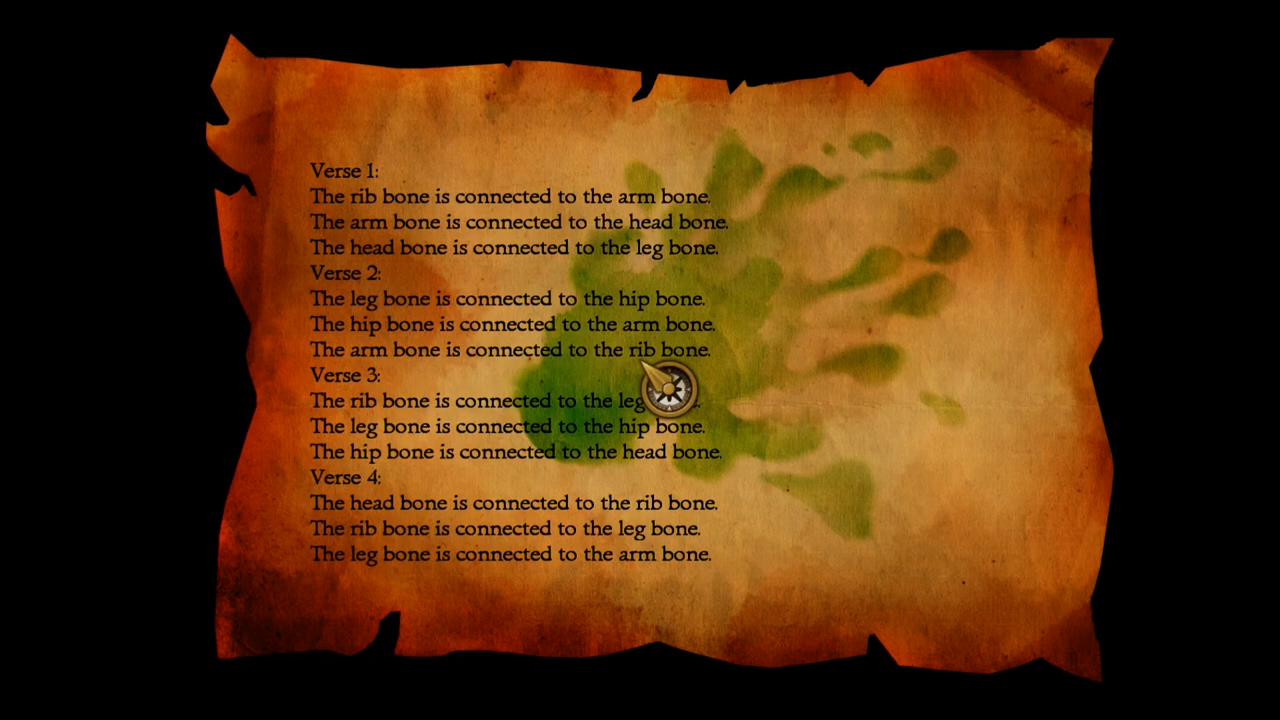 Verse 1:
The rib bone is connected to the arm bone.
The arm bone is connected to the head bone.
The head bone is connected to the leg bone.
Verse 2:
The leg bone is connected to the hip bone.
The hip bone is connected to the arm bone.
The arm bone is connected to the rib bone.
Verse 3:
The rib bone is connected to the leg
The leg bone is connected to the hip bone.
The hip bone is connected to the head bone.
Verse 4:
The head bone is connected to the rib bone.
The rib bone is connected to the leg bone.
The leg bone is connected to the arm bone.